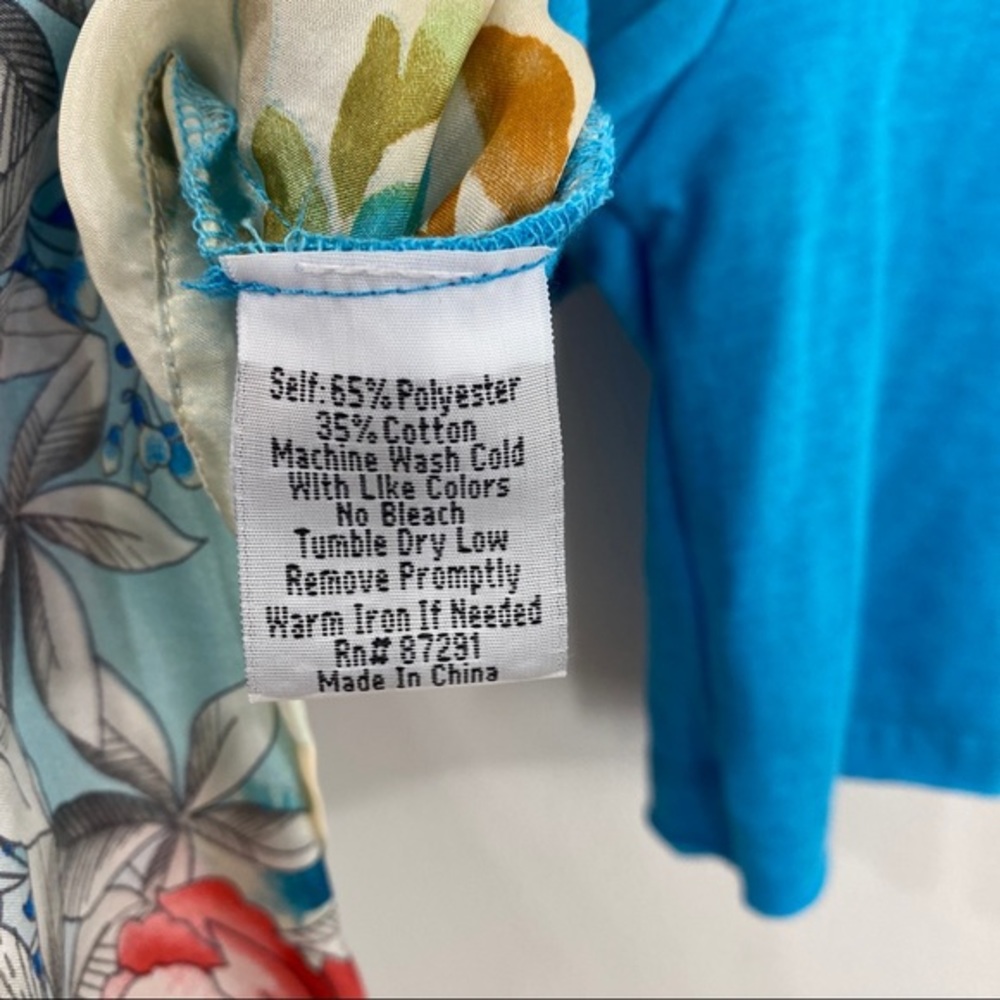 Self: 65% Polyester
35% Cotton
Machine Wash Cold
With Like Colors
No Bleach
Tumble Dry Low
Remove Promptly
Warm Iron If Needed
Rn# 87291
Made In China